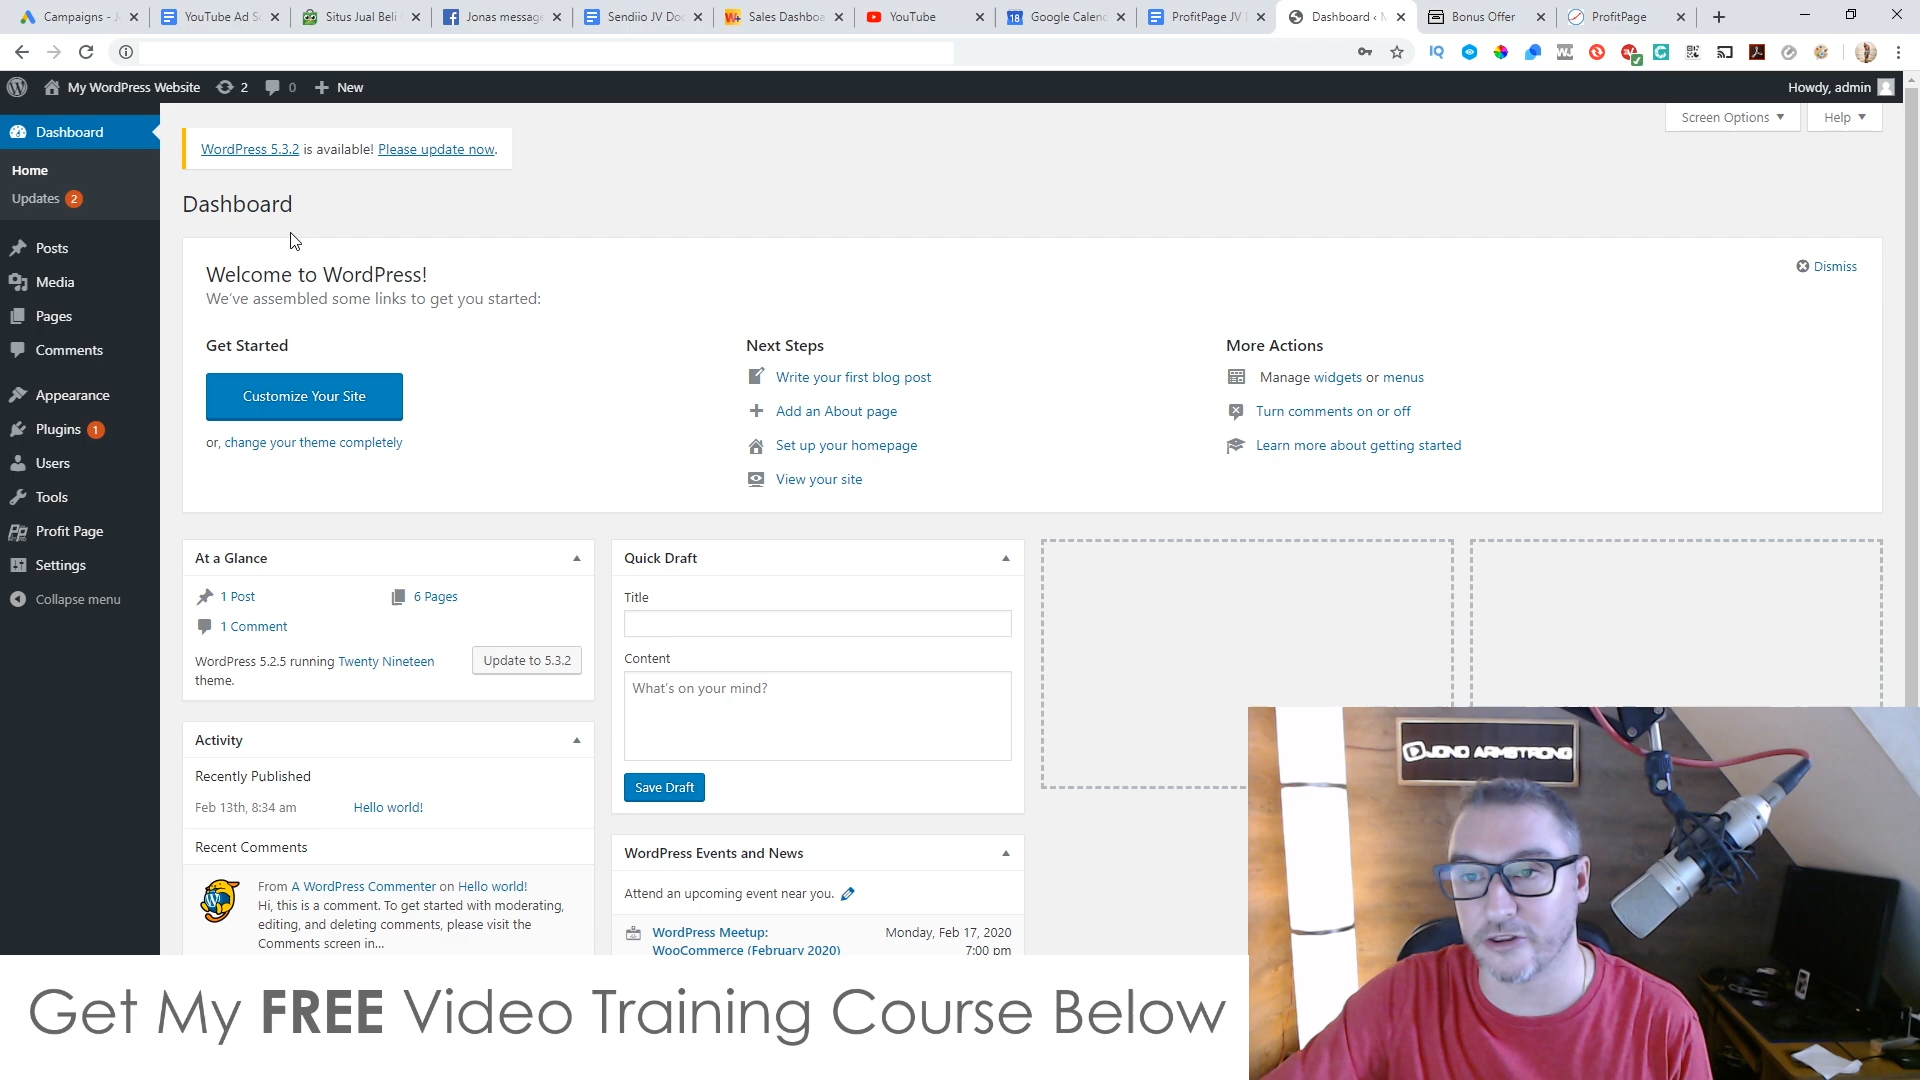 Campaigns - J
YouTube Ad Sc
Situs Jual Beli
Jonas message
Sendiio JV Doc
Sales Dashboa
YouTube
Google Calend
ProfitPage JV
Dashboard ‹ M
Bonus Offer
ProfitPage
My WordPress Website 2 0 New
Howdy, admin
Screen Options
Help
Dashboard
Home
Updates 2
Posts
Media
Pages
Comments
Appearance
Plugins 1
Users
Tools
Profit Page
Settings
Collapse menu
WordPress 5.3.2 is available! Please update now.
Dashboard
Welcome to WordPress!
We've assembled some links to get you started:
Dismiss
Get Started
Customize Your Site
or, change your theme completely
Next Steps
Write your first blog post
Add an About page
Set up your homepage
View your site
More Actions
Manage widgets or menus
Turn comments on or off
Learn more about getting started
At a Glance
1 Post
6 Pages
1 Comment
WordPress 5.2.5 running Twenty Nineteen
theme.
Update to 5.3.2
Activity
Recently Published
Feb 13th, 8:34 am
Hello world!
Recent Comments
From A WordPress Commenter on Hello world!
Hi, this is a comment. To get started with moderating,
editing, and deleting comments, please visit the
Comments screen in...
Quick Draft
Title
Content
What's on your mind?
Save Draft
WordPress Events and News
Attend an upcoming event near you.
WordPress Meetup:
WooCommerce (February 2020)
Monday, Feb 17, 2020
7:00 pm
JONO ARMSTRONG
Get My FREE Video Training Course Below